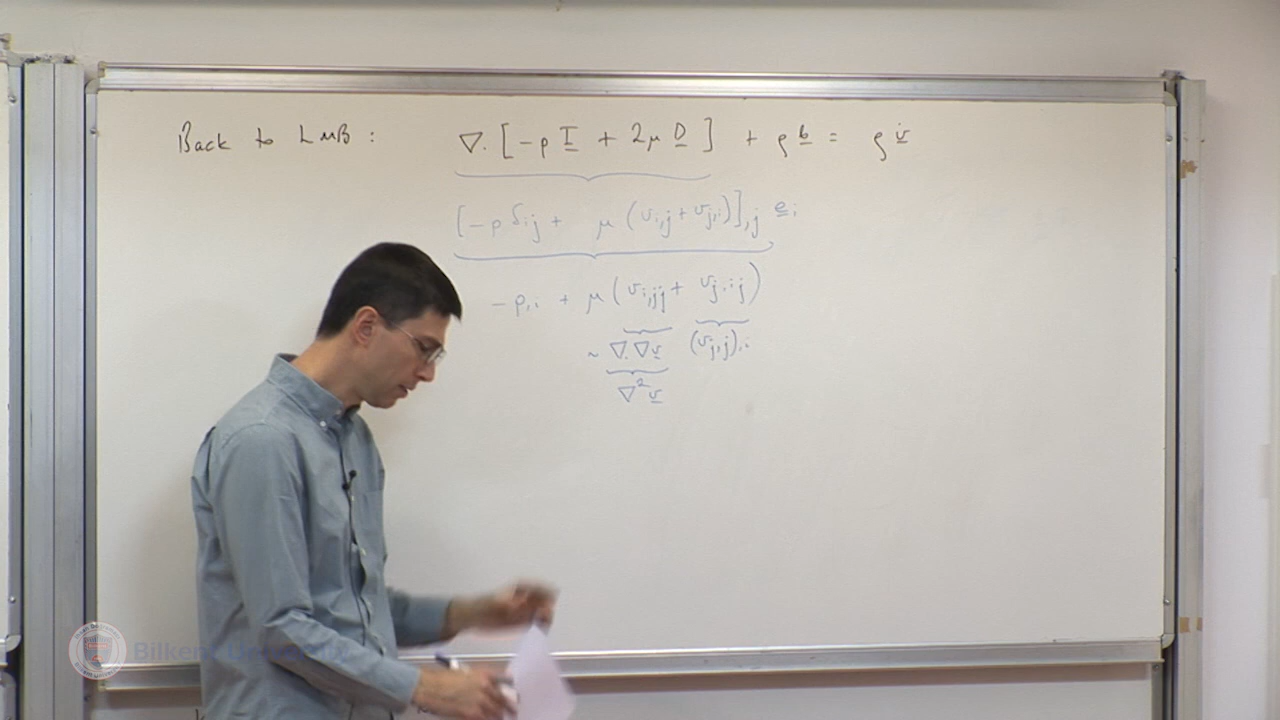 Back to LMB : ∇·[-p I + 2μ D] + ρ b = ρ v̇
[-p δij + μ (vi,j + vj,i)],j ei
-p,i + μ (vi,jj + vj,ij)
~ ∇·∇v (vj,j),i
∇²v
Bilkent University